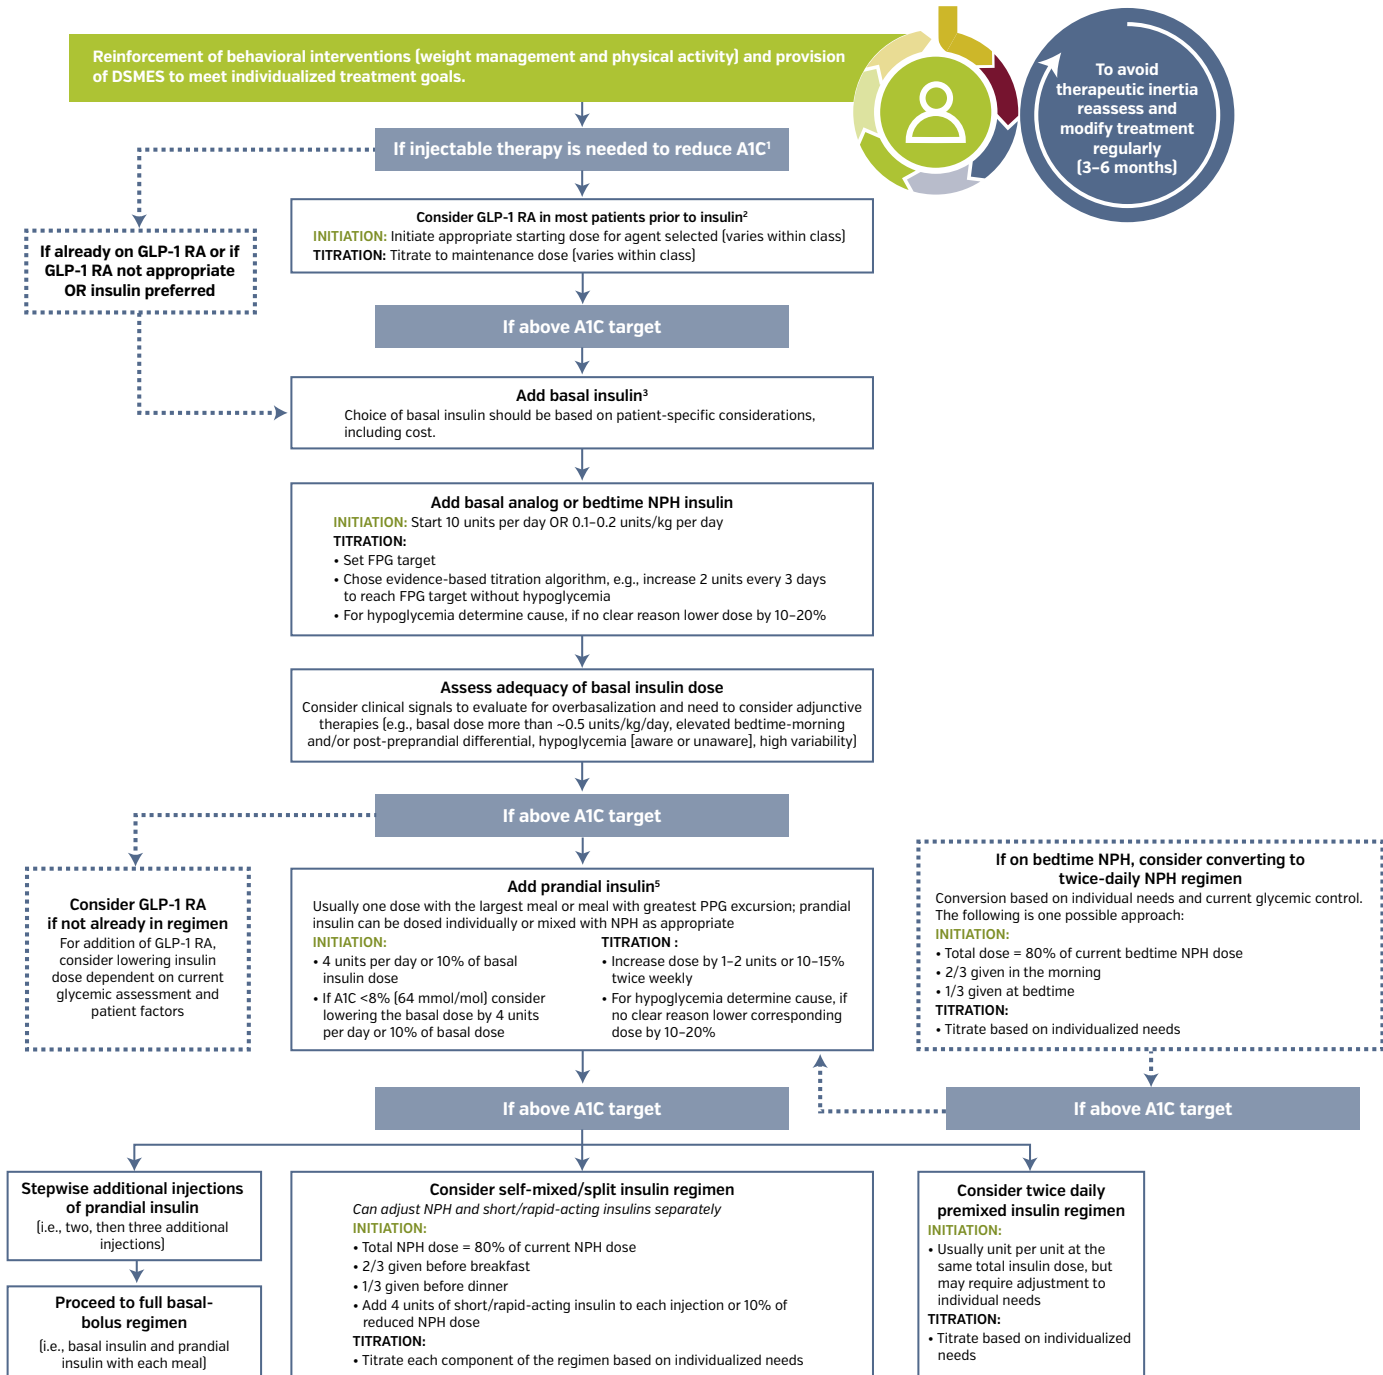 Reinforcement of behavioral interventions (weight management and physical activity) and provision
of DSMES to meet individualized treatment goals.
To avoid
therapeutic inertia
reassess and
modify treatment
regularly
(3–6 months)
If injectable therapy is needed to reduce A1C¹
Consider GLP-1 RA in most patients prior to insulin²
INITIATION: Initiate appropriate starting dose for agent selected (varies within class)
TITRATION: Titrate to maintenance dose (varies within class)
If already on GLP-1 RA or if
GLP-1 RA not appropriate
OR insulin preferred
If above A1C target
Add basal insulin³
Choice of basal insulin should be based on patient-specific considerations,
including cost.
Add basal analog or bedtime NPH insulin
INITIATION: Start 10 units per day OR 0.1–0.2 units/kg per day
TITRATION:
• Set FPG target
• Chose evidence-based titration algorithm, e.g., increase 2 units every 3 days
to reach FPG target without hypoglycemia
• For hypoglycemia determine cause, if no clear reason lower dose by 10–20%
Assess adequacy of basal insulin dose
Consider clinical signals to evaluate for overbasalization and need to consider adjunctive
therapies (e.g., basal dose more than ~0.5 units/kg/day, elevated bedtime-morning
and/or post-preprandial differential, hypoglycemia [aware or unaware], high variability)
If above A1C target
Consider GLP-1 RA
if not already in regimen
For addition of GLP-1 RA,
consider lowering insulin
dose dependent on current
glycemic assessment and
patient factors
Add prandial insulin⁵
Usually one dose with the largest meal or meal with greatest PPG excursion; prandial
insulin can be dosed individually or mixed with NPH as appropriate
INITIATION:
• 4 units per day or 10% of basal
insulin dose
• If A1C <8% (64 mmol/mol) consider
lowering the basal dose by 4 units
per day or 10% of basal dose
TITRATION :
• Increase dose by 1–2 units or 10–15%
twice weekly
• For hypoglycemia determine cause, if
no clear reason lower corresponding
dose by 10–20%
If on bedtime NPH, consider converting to
twice-daily NPH regimen
Conversion based on individual needs and current glycemic control.
The following is one possible approach:
INITIATION:
• Total dose = 80% of current bedtime NPH dose
• 2/3 given in the morning
• 1/3 given at bedtime
TITRATION:
• Titrate based on individualized needs
If above A1C target
If above A1C target
Stepwise additional injections
of prandial insulin
(i.e., two, then three additional
injections)
Proceed to full basal-
bolus regimen
(i.e., basal insulin and prandial
insulin with each meal)
Consider self-mixed/split insulin regimen
Can adjust NPH and short/rapid-acting insulins separately
INITIATION:
• Total NPH dose = 80% of current NPH dose
• 2/3 given before breakfast
• 1/3 given before dinner
• Add 4 units of short/rapid-acting insulin to each injection or 10% of
reduced NPH dose
TITRATION:
• Titrate each component of the regimen based on individualized needs
Consider twice daily
premixed insulin regimen
INITIATION:
• Usually unit per unit at the
same total insulin dose, but
may require adjustment to
individual needs
TITRATION:
• Titrate based on individualized
needs